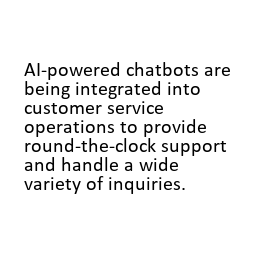 AI-powered chatbots are
being integrated into
customer service
operations to provide
round-the-clock support
and handle a wide
variety of inquiries.